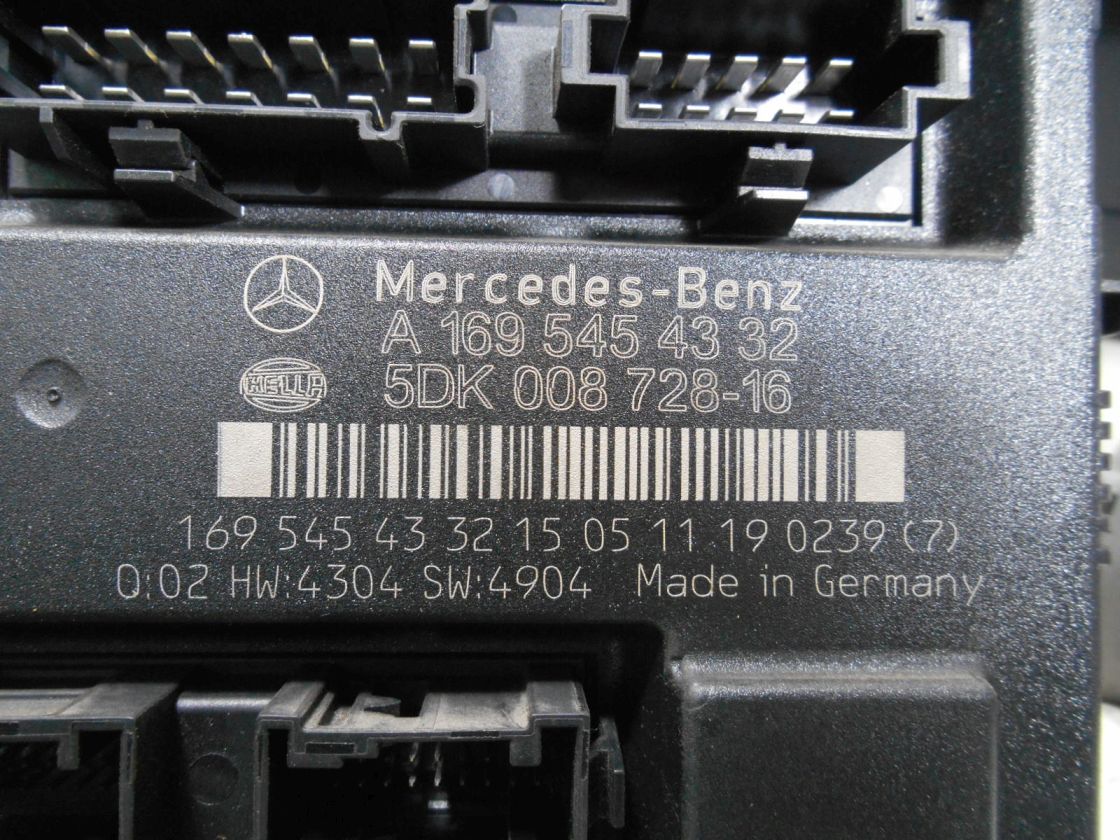 Mercedes-Benz
A 169 545 43 32
HELLA
5DK 008 728-16
169 545 43 32 15 05 11 19 0239 (7)
Q:02 HW:4304 SW:4904 Made in Germany